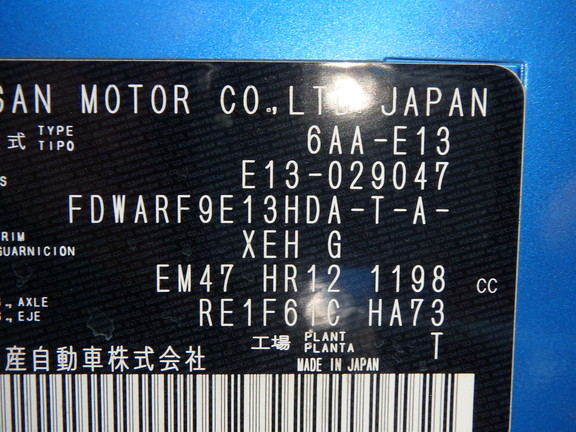 SAN MOTOR CO.,LTD. JAPAN
式 TYPE TIPO 6AA-E13
E13-029047
FDWARF9E13HDA-T-A-
RIM GUARNICION XEH G
EM47 HR12 1198 CC
AXLE EJE RE1F61C HA73
工場 PLANT PLANTA T
産自動車株式会社 MADE IN JAPAN